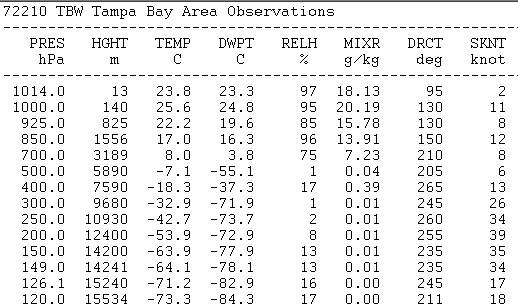 72210 TBW Tampa Bay Area Observations
-----------------------------------------------------------
PRES HGHT TEMP DWPT RELH MIXR DRCT SKNT
hPa m C C % g/kg deg knot
-----------------------------------------------------------
1014.0 13 23.8 23.3 97 18.13 95 2
1000.0 140 25.6 24.8 95 20.19 130 11
925.0 825 22.2 19.6 85 15.78 130 8
850.0 1556 17.0 16.3 96 13.91 150 12
700.0 3189 8.0 3.8 75 7.23 210 8
500.0 5890 -7.1 -55.1 1 0.04 205 6
400.0 7590 -18.3 -37.3 17 0.39 265 13
300.0 9680 -32.9 -71.9 1 0.01 245 26
250.0 10930 -42.7 -73.7 2 0.01 260 34
200.0 12400 -53.9 -72.9 8 0.01 255 39
150.0 14200 -63.9 -77.9 13 0.01 235 35
149.0 14241 -64.1 -78.1 13 0.01 235 34
126.1 15240 -71.2 -82.9 16 0.00 245 17
120.0 15534 -73.3 -84.3 17 0.00 211 18